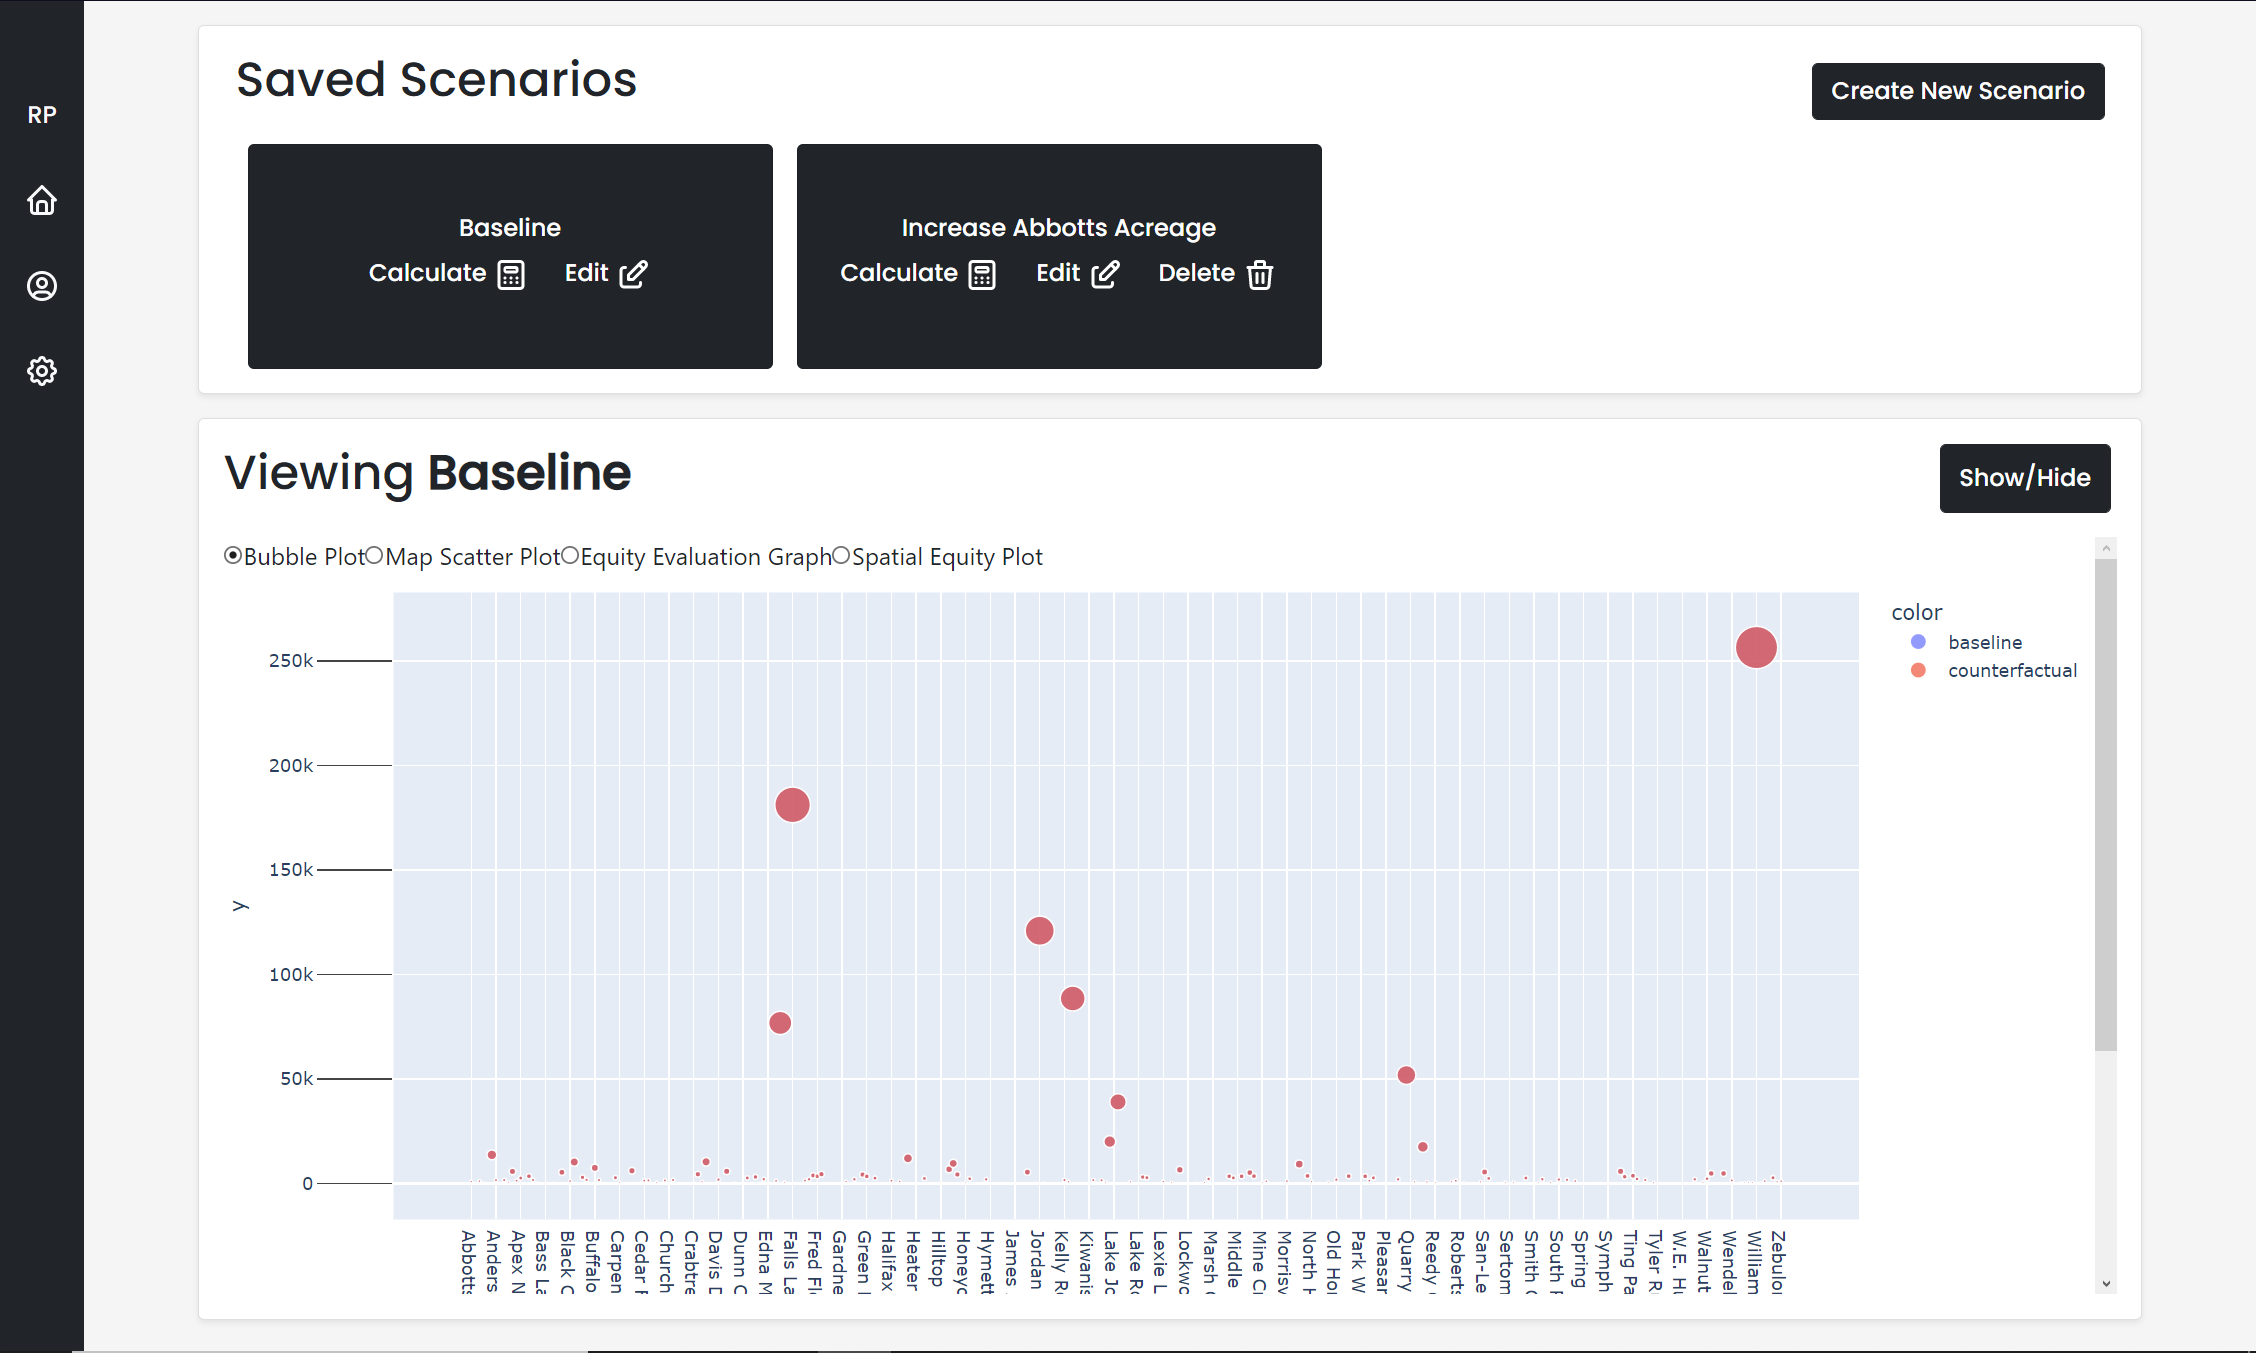 RP
Saved Scenarios
Create New Scenario
Baseline
Calculate Edit
Increase Abbotts Acreage
Calculate Edit Delete
Viewing Baseline
Show/Hide
Bubble Plot Map Scatter Plot Equity Evaluation Graph Spatial Equity Plot
color
baseline
counterfactual
250k
200k
150k
100k
50k
0
y
Abbotts
Anders
Apex N
Bass La
Black C
Buffalo
Carpen
Cedar F
Church
Crabtre
Davis D
Dunn C
Edna M
Falls La
Fred Fl
Gardne
Green
Halifax
Heater
Hilltop
Honeyc
Hymett
James
Jordan
Kelly R
Kiwanis
Lake Jo
Lake Ro
Lexie L
Lockwo
Marsh
Middle
Mine C
Morrisv
North H
Old Ho
Park W
Pleasan
Quarry
Reedy
Roberts
San-Le
Sertom
Smith
South
Spring
Symph
Ting Pa
Tyler R
W.E. H
Walnut
Wendel
William
Zebulo